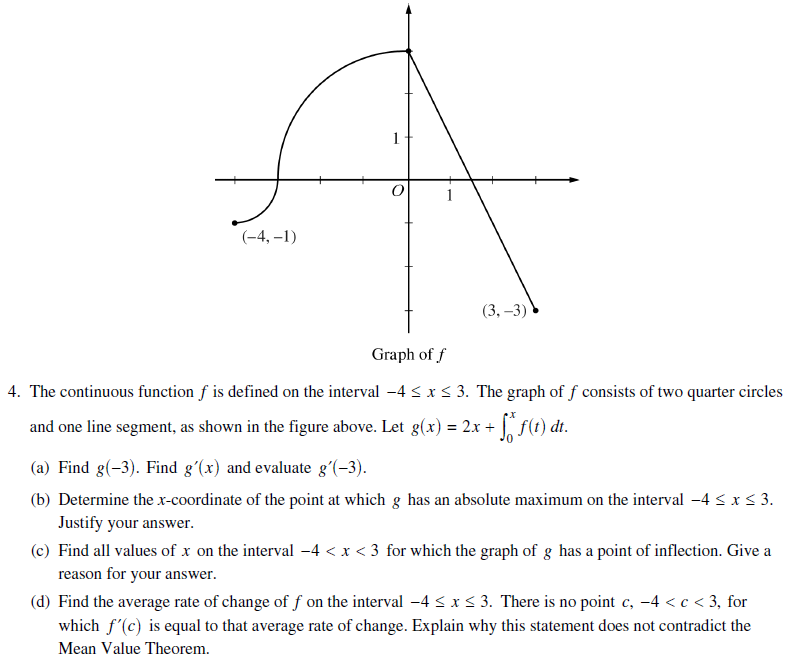 1
O
1
(−4, −1)
(3, −3)
Graph of f
4. The continuous function f is defined on the interval −4 ≤ x ≤ 3. The graph of f consists of two quarter circles
and one line segment, as shown in the figure above. Let g(x) = 2x + ∫₀ˣ f(t) dt.
(a) Find g(−3). Find g′(x) and evaluate g′(−3).
(b) Determine the x-coordinate of the point at which g has an absolute maximum on the interval −4 ≤ x ≤ 3.
Justify your answer.
(c) Find all values of x on the interval −4 < x < 3 for which the graph of g has a point of inflection. Give a
reason for your answer.
(d) Find the average rate of change of f on the interval −4 ≤ x ≤ 3. There is no point c, −4 < c < 3, for
which f′(c) is equal to that average rate of change. Explain why this statement does not contradict the
Mean Value Theorem.